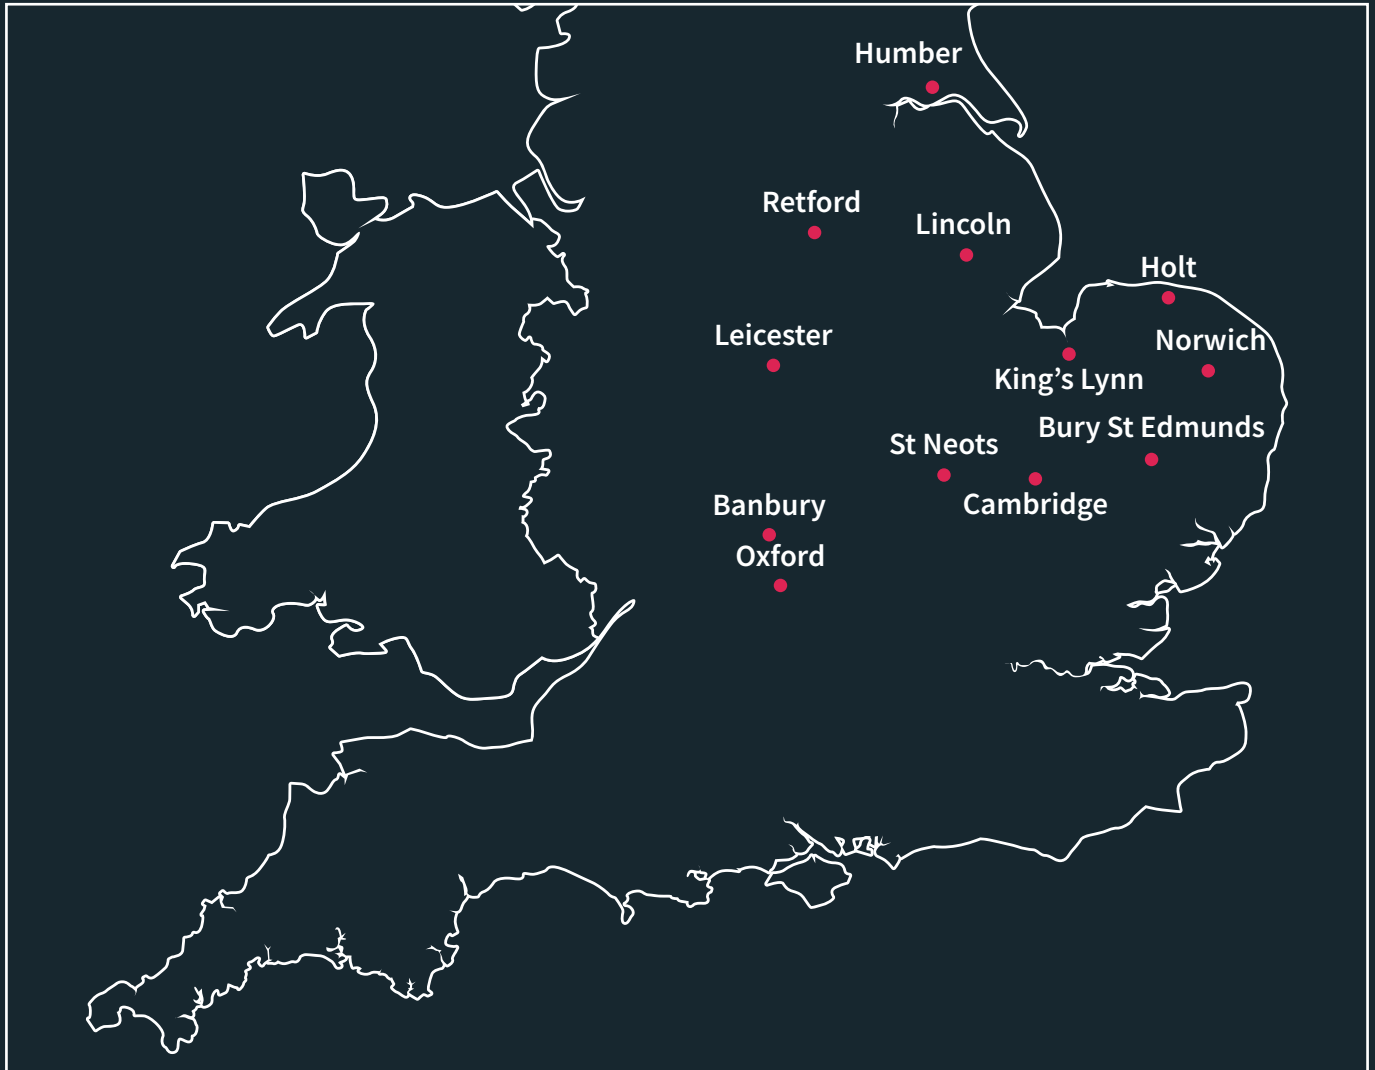 Humber
Retford
Lincoln
Holt
Leicester
Norwich
King’s Lynn
Bury St Edmunds
St Neots
Cambridge
Banbury
Oxford